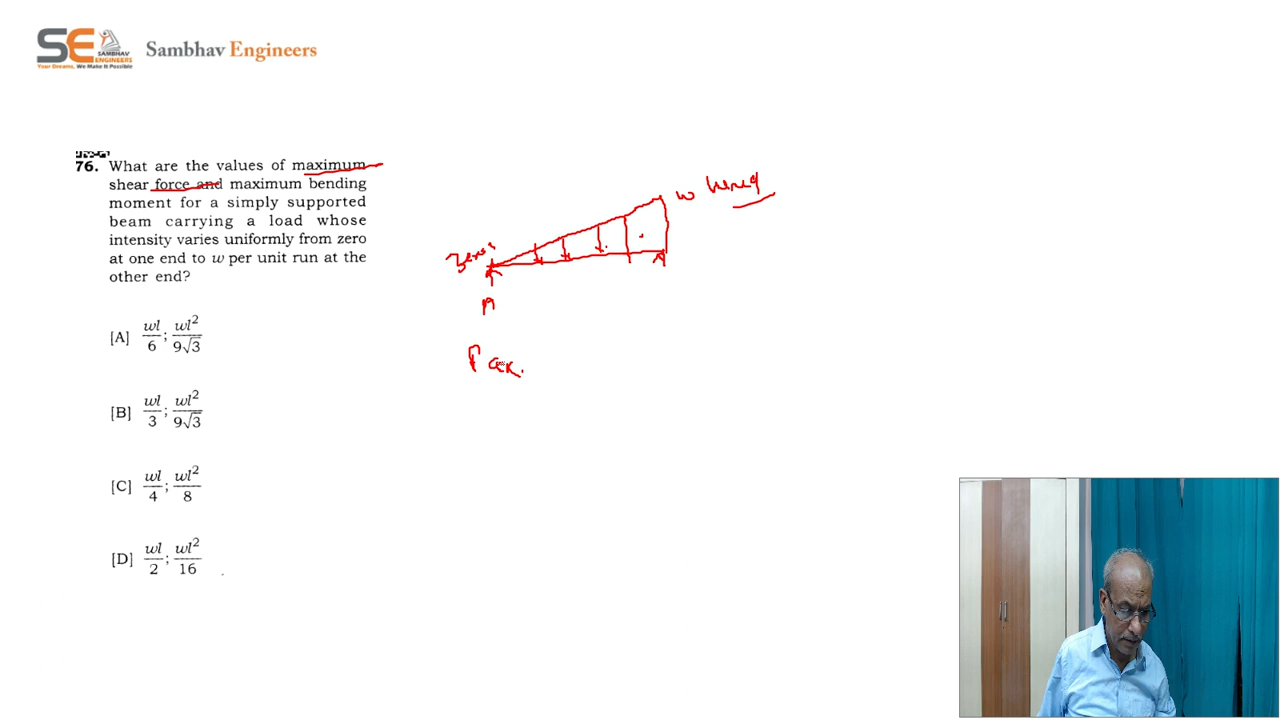 SE
SAMBHAV
ENGINEERS
Your Dreams, We Make It Possible
Sambhav Engineers
76. What are the values of maximum
shear force and maximum bending
moment for a simply supported
beam carrying a load whose
intensity varies uniformly from zero
at one end to w per unit run at the
other end?
[A] wl/6 ; wl²/9√3
[B] wl/3 ; wl²/9√3
[C] wl/4 ; wl²/8
[D] wl/2 ; wl²/16
w
zero
A